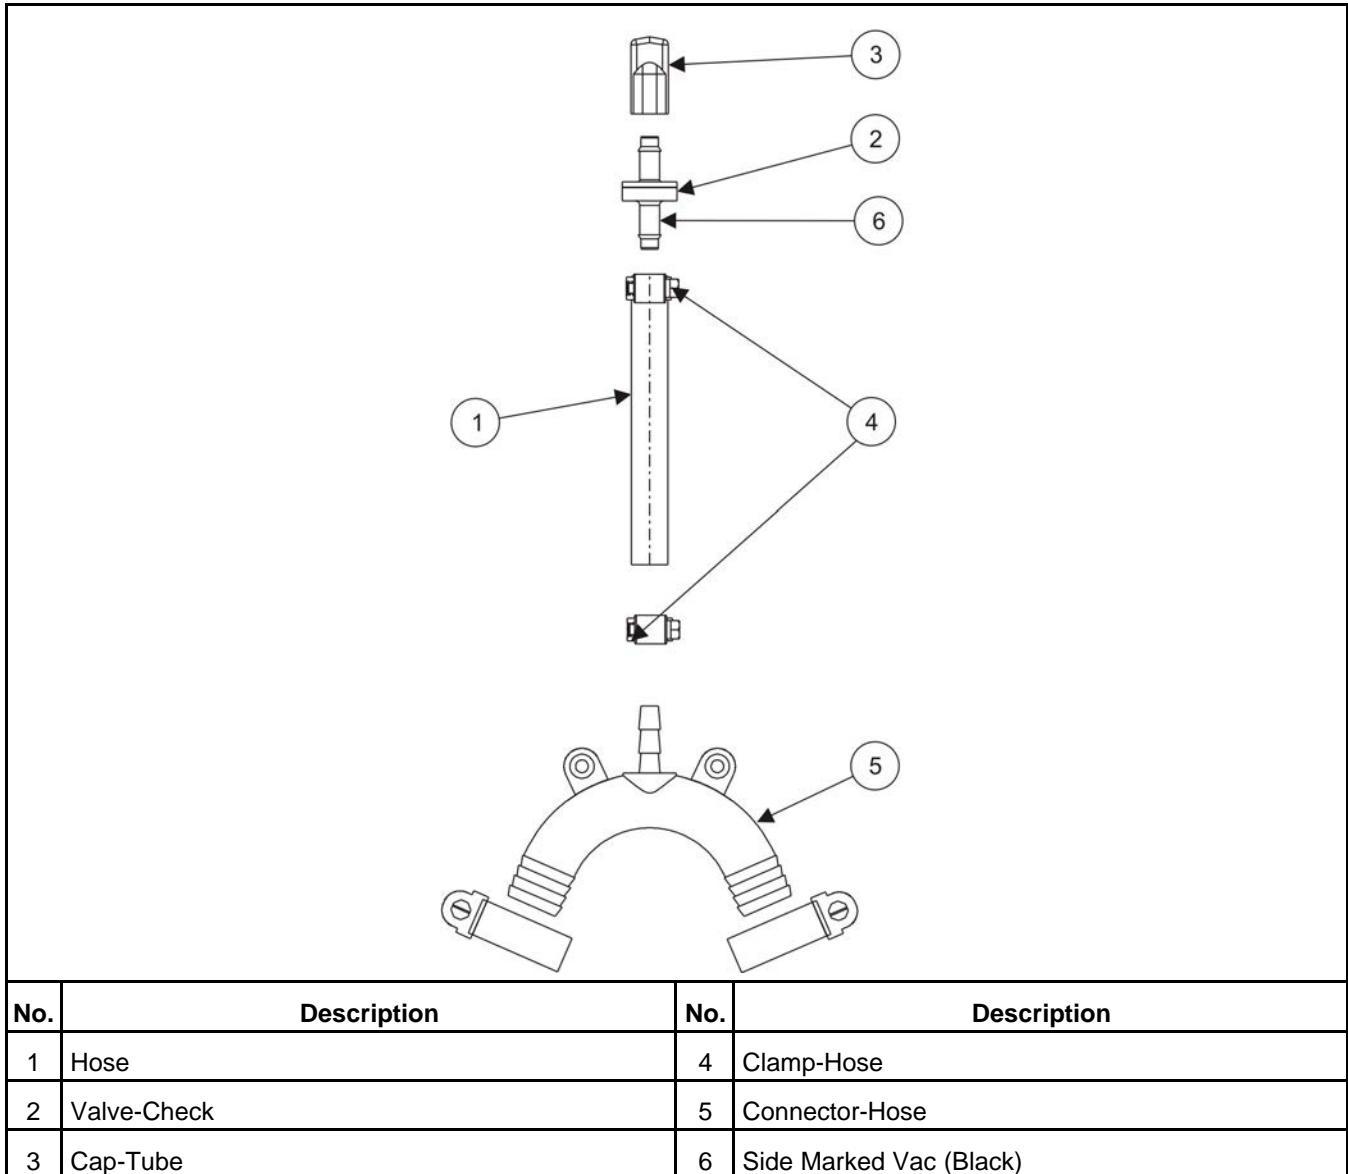 3
2
6
1
4
5
No. Description No. Description
1 Hose 4 Clamp-Hose
2 Valve-Check 5 Connector-Hose
3 Cap-Tube 6 Side Marked Vac (Black)